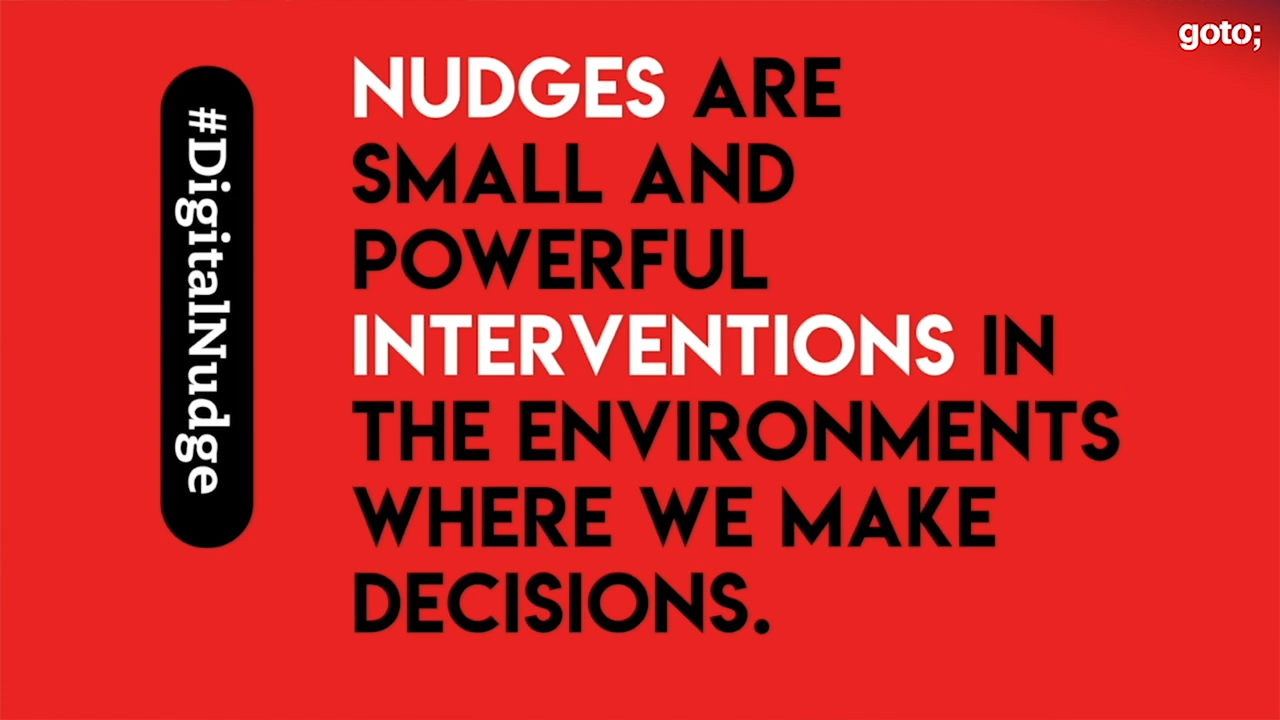 goto;
#DigitalNudge
NUDGES ARE
SMALL AND
POWERFUL
INTERVENTIONS IN
THE ENVIRONMENTS
WHERE WE MAKE
DECISIONS.